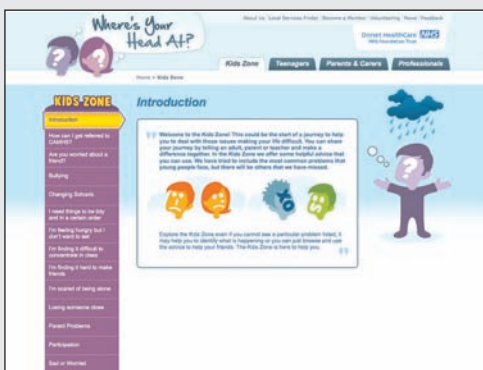 Where's Your
Head At?
About Us Local Services Finder Become a Member Volunteering News Feedback
Dorset HealthCare NHS
NHS Foundation Trust
Kids Zone Teenagers Parents & Carers Professionals
Home > Kids Zone
KIDS ZONE
Introduction
How can I get referred to
CAMHS?
Are you worried about a
friend?
Bullying
Changing Schools
I need things to be tidy
and in a certain order
I'm feeling hungry but I
don't want to eat
I'm finding it difficult to
concentrate in class
I'm finding it hard to make
friends
I'm scared of being alone
Losing someone close
Parent Problems
Participation
Sad or Worried
Introduction
Welcome to the Kids Zone! This could be the start of a journey to help
you to deal with those issues making your life difficult. You can share
your journey by telling an adult, parent or teacher and make a
difference together. In the Kids Zone we offer some helpful advice that
you can use. We have tried to include the most common problems that
young people face, but there will be others that we have missed.
Explore the Kids Zone even if you cannot see a particular problem listed, it
may help you to identify what is happening or you can just browse and use
the advice to help your friends. The Kids Zone is here to help you.